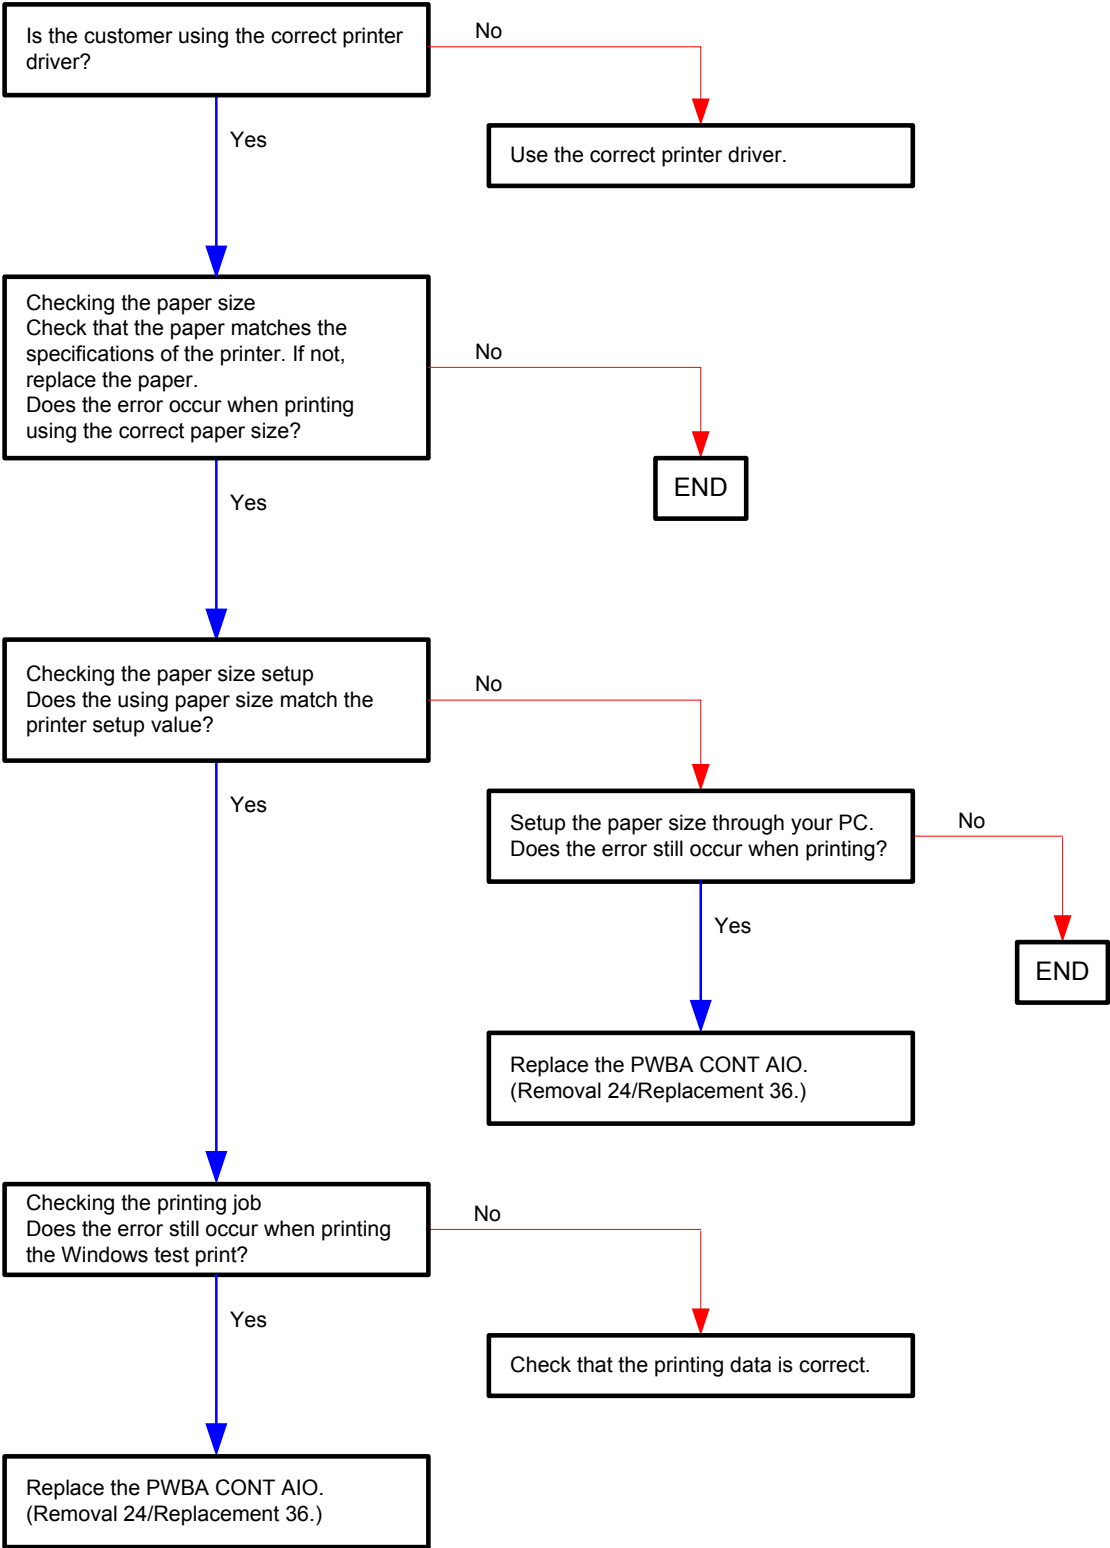 Is the customer using the correct printer
driver?
No
Yes
Use the correct printer driver.
Checking the paper size
Check that the paper matches the
specifications of the printer. If not,
replace the paper.
Does the error occur when printing
using the correct paper size?
No
END
Yes
Checking the paper size setup
Does the using paper size match the
printer setup value?
No
Yes
Setup the paper size through your PC.
Does the error still occur when printing?
No
Yes
END
Replace the PWBA CONT AIO.
(Removal 24/Replacement 36.)
Checking the printing job
Does the error still occur when printing
the Windows test print?
No
Yes
Check that the printing data is correct.
Replace the PWBA CONT AIO.
(Removal 24/Replacement 36.)